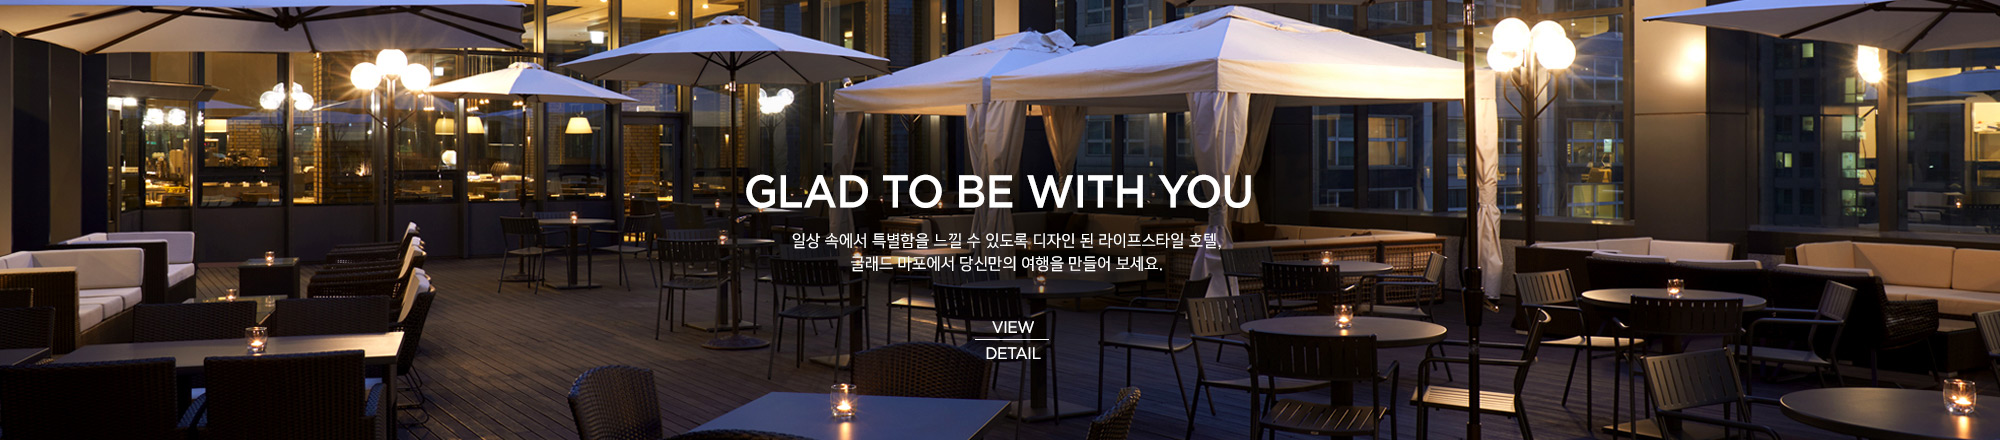 GLAD TO BE WITH YOU
일상 속에서 특별함을 느낄 수 있도록 디자인 된 라이프스타일 호텔,
글래드 마포에서 당신만의 여행을 만들어 보세요.
VIEW
DETAIL